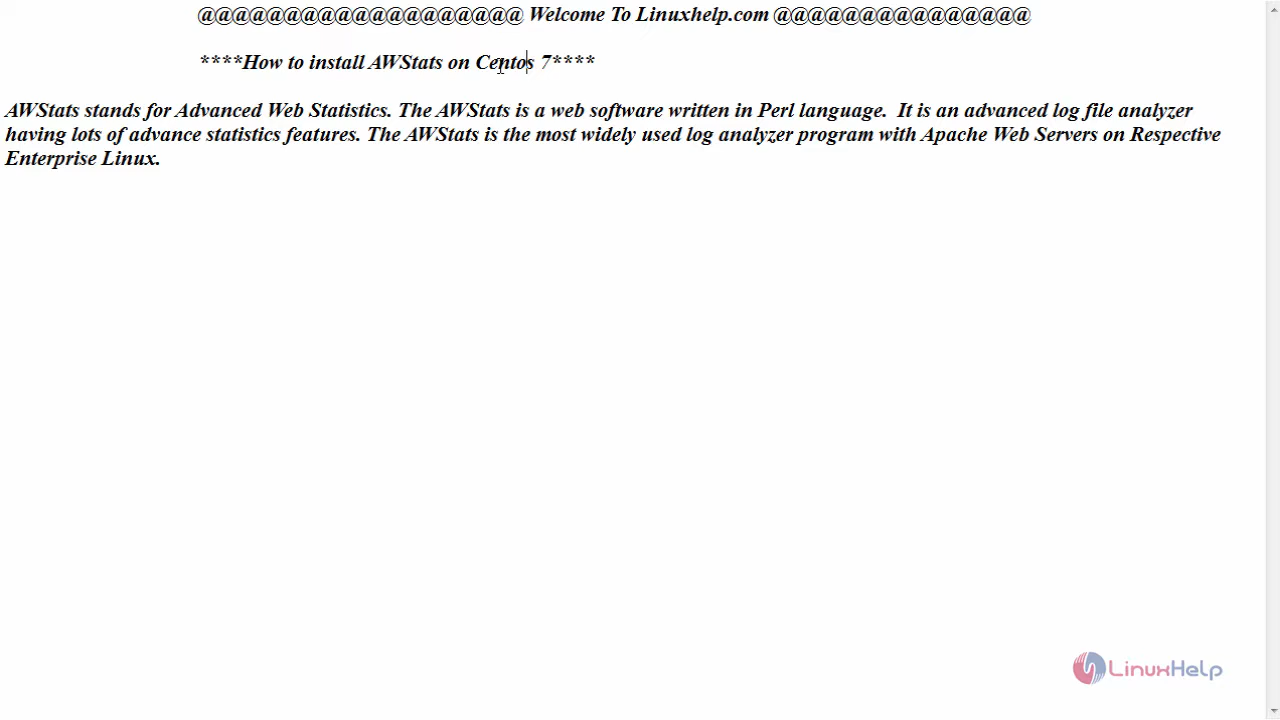 @@@@@@@@@@@@@@@@@@@ Welcome To Linuxhelp.com @@@@@@@@@@@@@@@
****How to install AWStats on Centos 7****
AWStats stands for Advanced Web Statistics. The AWStats is a web software written in Perl language.  It is an advanced log file analyzer
having lots of advance statistics features. The AWStats is the most widely used log analyzer program with Apache Web Servers on Respective
Enterprise Linux.
LinuxHelp